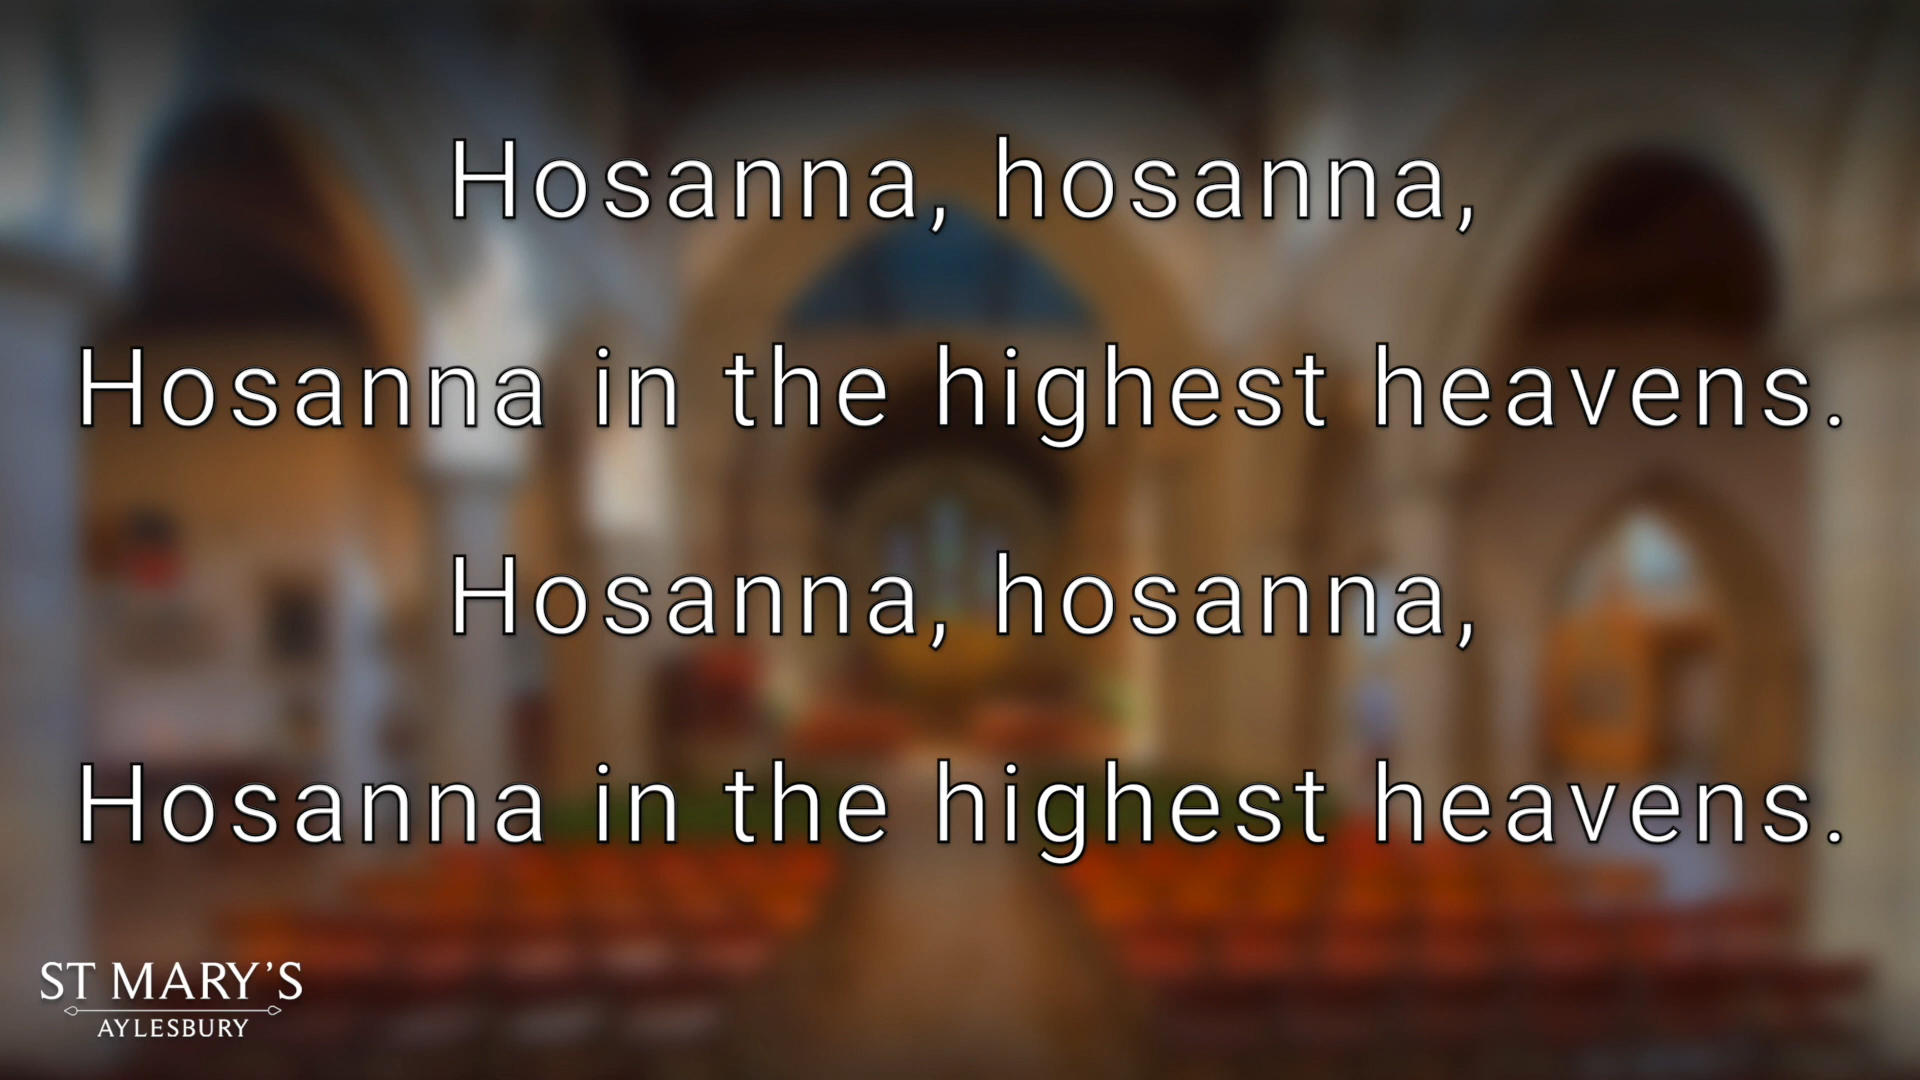 Hosanna, hosanna,
Hosanna in the highest heavens.
Hosanna, hosanna,
Hosanna in the highest heavens.
ST MARY'S
AYLESBURY